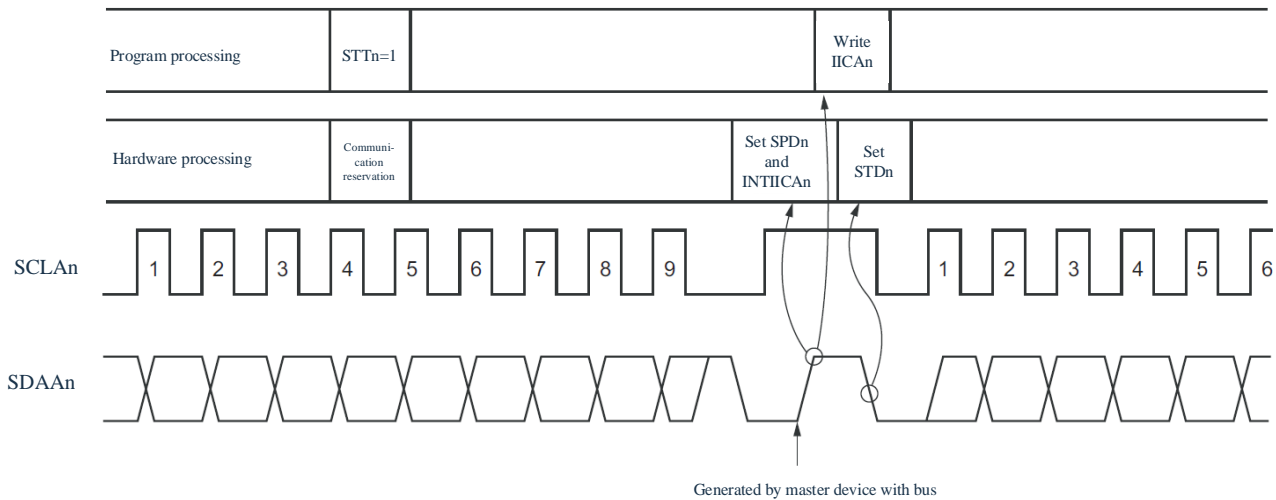 Program processing
STTn=1
Write
IICAn
Hardware processing
Communi-
cation
reservation
Set SPDn
and
INTIICAn
Set
STDn
SCLAn
1 2 3 4 5 6 7 8 9 1 2 3 4 5 6
SDAAn
Generated by master device with bus